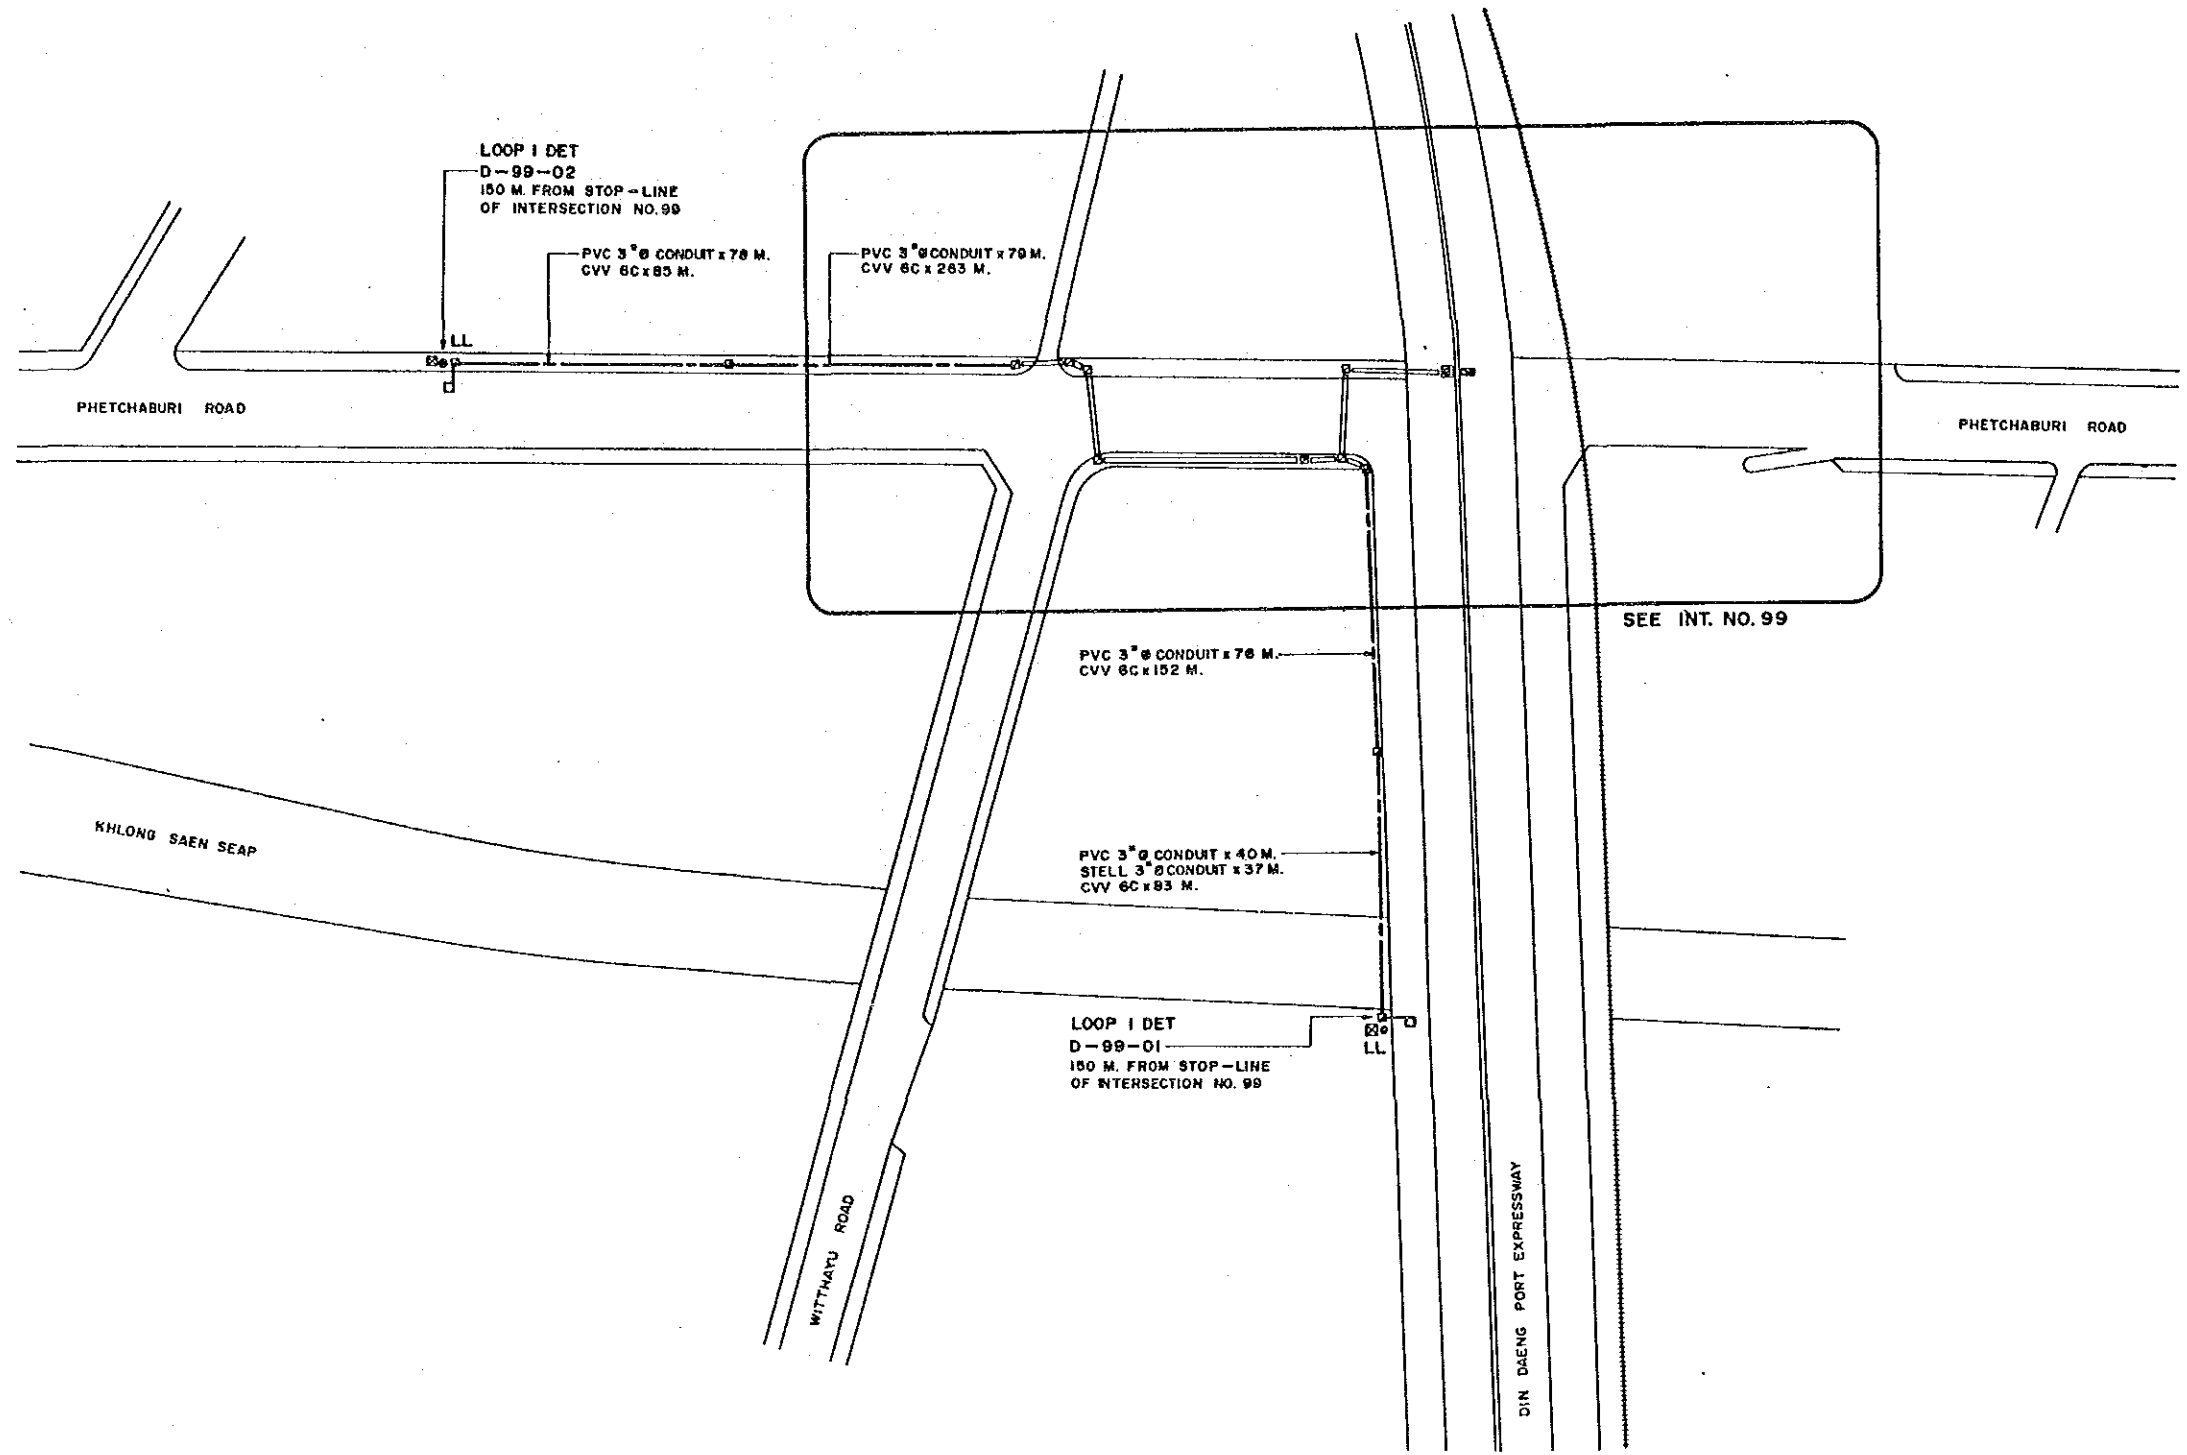 LOOP 1 DET
D-99-02
150 M. FROM STOP-LINE
OF INTERSECTION NO. 99
PVC 3"Ø CONDUIT x 78 M.
CVV 6C x 85 M.
PVC 3"Ø CONDUIT x 79 M.
CVV 6C x 263 M.
LL
PHETCHABURI ROAD
PHETCHABURI ROAD
SEE INT. NO. 99
PVC 3"Ø CONDUIT x 76 M.
CVV 6C x 152 M.
KHLONG SAEN SEAP
PVC 3"Ø CONDUIT x 40 M.
STELL 3"Ø CONDUIT x 37 M.
CVV 6C x 83 M.
LOOP 1 DET
D-99-01
150 M. FROM STOP-LINE
OF INTERSECTION NO. 99
LL
WITTHAYU ROAD
DIN DAENG PORT EXPRESSWAY